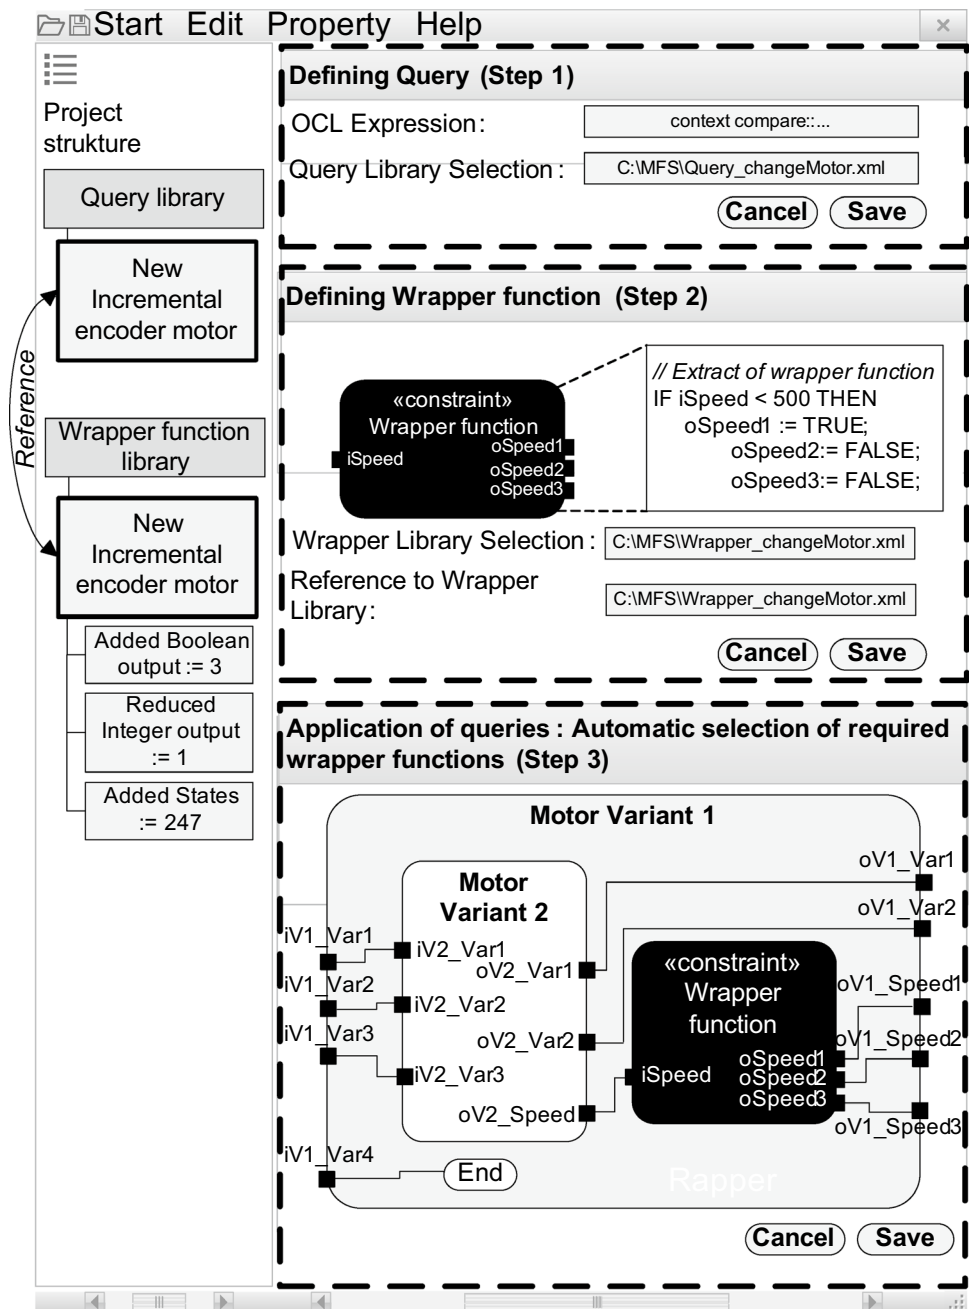 Start Edit Property Help
Project
strukture
Query library
New
Incremental
encoder motor
Reference
Wrapper function
library
New
Incremental
encoder motor
Added Boolean
output := 3
Reduced
Integer output
:= 1
Added States
:= 247
Defining Query (Step 1)
OCL Expression:
context compare::...
Query Library Selection :
C:\MFS\Query_changeMotor.xml
Cancel
Save
Defining Wrapper function (Step 2)
«constraint»
Wrapper function
iSpeed
oSpeed1
oSpeed2
oSpeed3
// Extract of wrapper function
IF iSpeed < 500 THEN
oSpeed1 := TRUE;
oSpeed2:= FALSE;
oSpeed3:= FALSE;
Wrapper Library Selection :
C:\MFS\Wrapper_changeMotor.xml
Reference to Wrapper
Library:
C:\MFS\Wrapper_changeMotor.xml
Cancel
Save
Application of queries : Automatic selection of required
wrapper functions (Step 3)
Motor Variant 1
Motor
Variant 2
iV1_Var1
iV1_Var2
iV1_Var3
iV1_Var4
iV2_Var1
oV2_Var1
iV2_Var2
oV2_Var2
iV2_Var3
oV2_Speed
End
«constraint»
Wrapper
function
iSpeed
oSpeed1
oSpeed2
oSpeed3
oV1_Var1
oV1_Var2
oV1_Speed1
oV1_Speed2
oV1_Speed3
Rapper
Cancel
Save